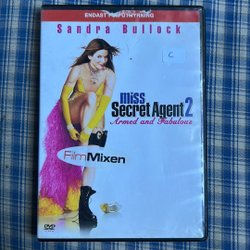 ENDAST FÖR UTHYRNING
Sandra Bullock
c
miss
Secret Agent 2
Armed and Fabulous
FilmMixen
DVD